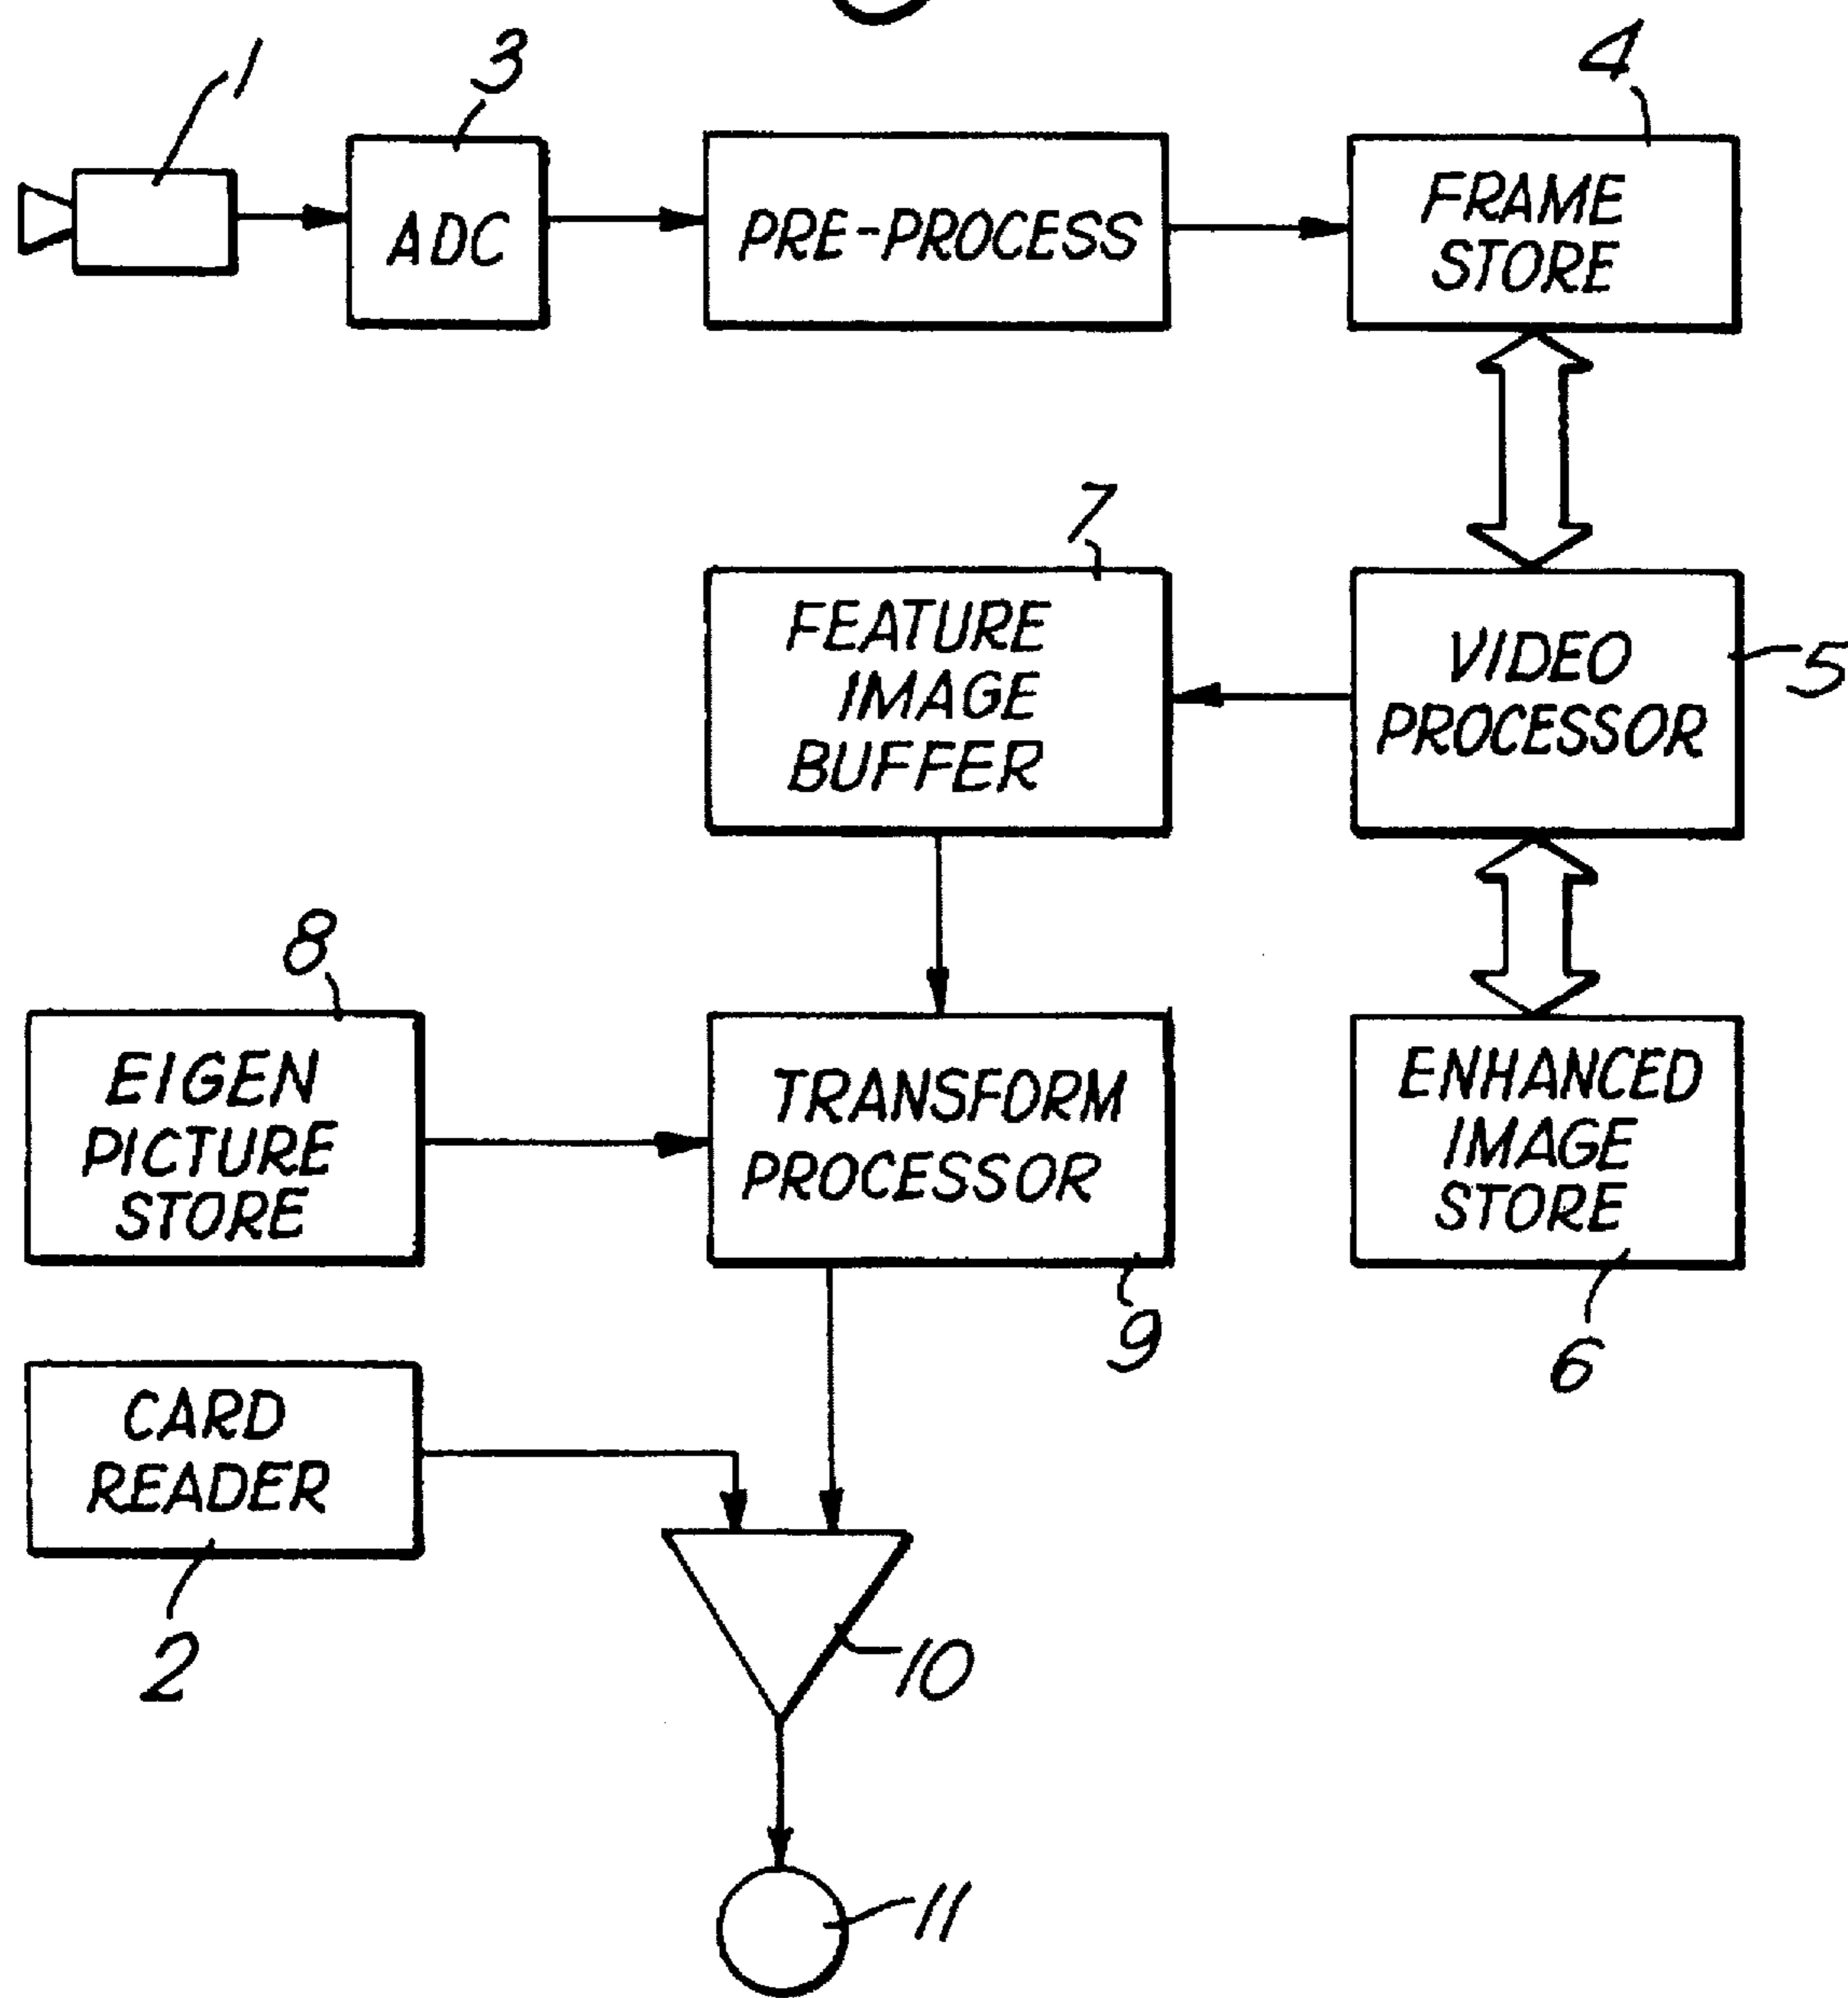 1
3
4
ADC
PRE-PROCESS
FRAME
STORE
7
FEATURE
IMAGE
BUFFER
VIDEO
PROCESSOR
5
8
EIGEN
PICTURE
STORE
TRANSFORM
PROCESSOR
9
ENHANCED
IMAGE
STORE
6
CARD
READER
2
10
11